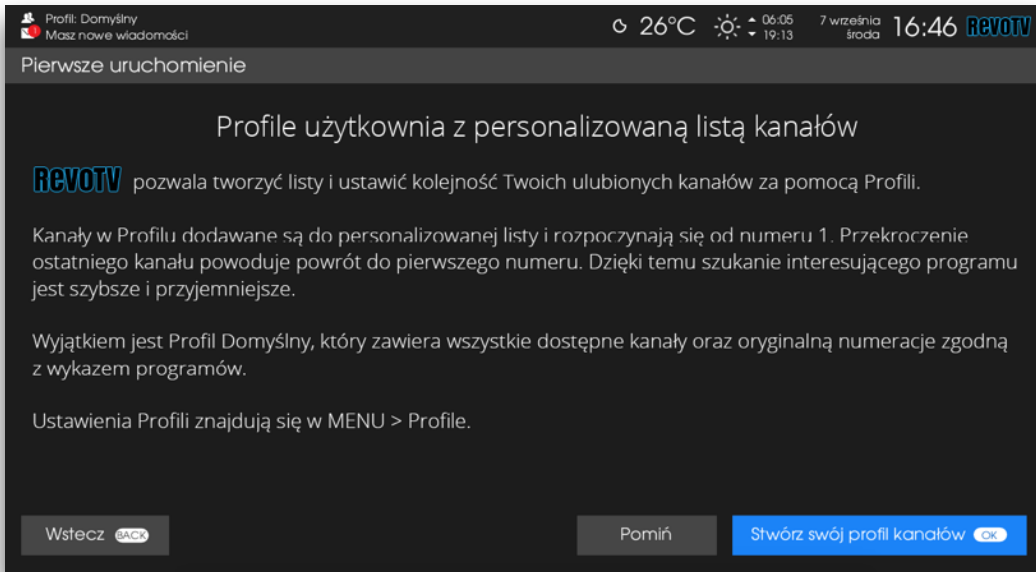 Profil: Domyślny
Masz nowe wiadomości
26°C
06:05
19:13
7 września
środa
16:46
RevoTV
Pierwsze uruchomienie
Profile użytkownia z personalizowaną listą kanałów
RevoTV pozwala tworzyć listy i ustawić kolejność Twoich ulubionych kanałów za pomocą Profili.
Kanały w Profilu dodawane są do personalizowanej listy i rozpoczynają się od numeru 1. Przekroczenie
ostatniego kanału powoduje powrót do pierwszego numeru. Dzięki temu szukanie interesującego programu
jest szybsze i przyjemniejsze.
Wyjątkiem jest Profil Domyślny, który zawiera wszystkie dostępne kanały oraz oryginalną numeracje zgodną
z wykazem programów.
Ustawienia Profili znajdują się w MENU > Profile.
Wstecz BACK
Pomiń
Stwórz swój profil kanałów OK